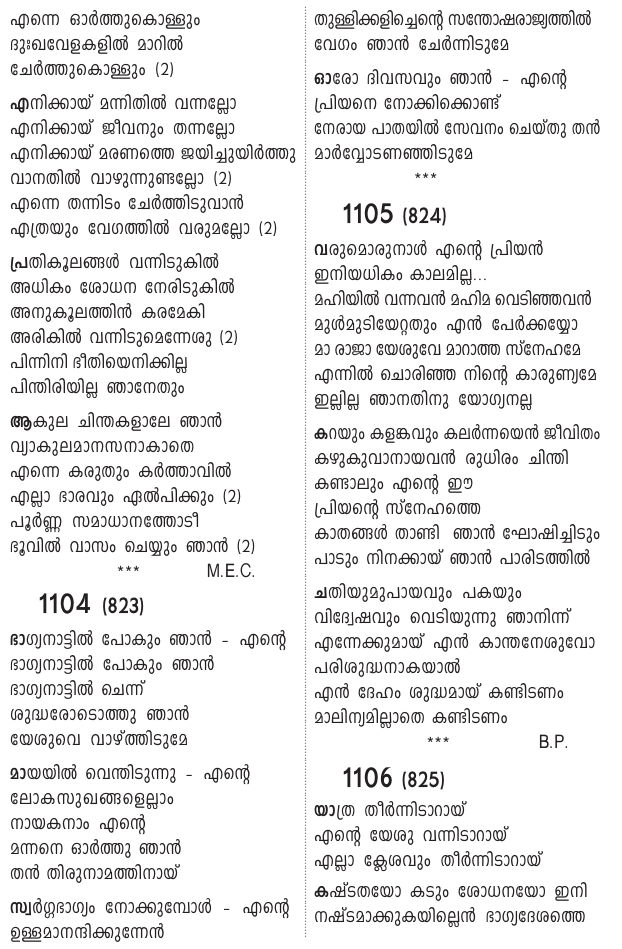 എന്നെ ഓർത്തുകൊള്ളും
ദുഃഖവേളകളിൽ മാറിൽ
ചേർത്തുകൊള്ളും (2)
എനിക്കായ് മന്നിതിൽ വന്നല്ലോ
എനിക്കായ് ജീവനും തന്നല്ലോ
എനിക്കായ് മരണത്തെ ജയിച്ചുയിർത്തു
വാനതിൽ വാഴുന്നുണ്ടല്ലോ (2)
എന്നെ തന്നിടം ചേർത്തിടുവാൻ
എത്രയും വേഗത്തിൽ വരുമല്ലോ (2)
പ്രതികൂലങ്ങൾ വന്നിടുകിൽ
അധികം ശോധന നേരിടുകിൽ
അനുകൂലത്തിൻ കരമേകി
അരികിൽ വന്നിടുമെന്നേശു (2)
പിന്നിനി ഭീതിയെനിക്കില്ല
പിന്തിരിയില്ല ഞാനേതും
ആകുല ചിന്തകളാലേ ഞാൻ
വ്യാകുലമാനസനാകാതെ
എന്നെ കരുതും കർത്താവിൽ
എല്ലാ ഭാരവും ഏൽപിക്കും (2)
പൂർണ്ണ സമാധാനത്തോടീ
ഭൂവിൽ വാസം ചെയ്യും ഞാൻ (2)
*** M.E.C.
1104 (823)
ഭാഗ്യനാട്ടിൽ പോകും ഞാൻ - എന്റെ
ഭാഗ്യനാട്ടിൽ പോകും ഞാൻ
ഭാഗ്യനാട്ടിൽ ചെന്ന്
ശുദ്ധരോടൊത്തു ഞാൻ
യേശുവെ വാഴ്ത്തിടുമേ
മായയിൽ വെന്തിടുന്നു - എന്റെ
ലോകസുഖങ്ങളെല്ലാം
നായകനാം എന്റെ
മന്നനെ ഓർത്തു ഞാൻ
തൻ തിരുനാമത്തിനായ്
സ്വർഗ്ഗഭാഗ്യം നോക്കുമ്പോൾ - എന്റെ
ഉള്ളമാനന്ദിക്കുന്നേൻ
തുള്ളിക്കളിച്ചെന്റെ സന്തോഷരാജ്യത്തിൽ
വേഗം ഞാൻ ചേർന്നിടുമേ
ഓരോ ദിവസവും ഞാൻ - എന്റെ
പ്രിയനെ നോക്കിക്കൊണ്ട്
നേരായ പാതയിൽ സേവനം ചെയ്തു തൻ
മാർവ്വോടണഞ്ഞിടുമേ
***
1105 (824)
വരുമൊരുനാൾ എന്റെ പ്രിയൻ
ഇനിയധികം കാലമില്ല...
മഹിയിൽ വന്നവൻ മഹിമ വെടിഞ്ഞവൻ
മുൾമുടിയേറ്റതും എൻ പേർക്കയ്യോ
മാ രാജാ യേശുവേ മാറാത്ത സ്നേഹമേ
എന്നിൽ ചൊരിഞ്ഞ നിന്റെ കാരുണ്യമേ
ഇല്ലില്ല ഞാനതിനു യോഗ്യനല്ല
കറയും കളങ്കവും കലർന്നയെൻ ജീവിതം
കഴുകുവാനായവൻ രുധിരം ചിന്തി
കണ്ടാലും എന്റെ ഈ
പ്രിയന്റെ സ്നേഹത്തെ
കാതങ്ങൾ താണ്ടി ഞാൻ ഘോഷിച്ചിടും
പാടും നിനക്കായ് ഞാൻ പാരിടത്തിൽ
ചതിയുമുപായവും പകയും
വിദ്വേഷവും വെടിയുന്നു ഞാനിന്ന്
എന്നേക്കുമായ് എൻ കാന്തനേശുവോ
പരിശുദ്ധനാകയാൽ
എൻ ദേഹം ശുദ്ധമായ് കണ്ടിടണം
മാലിന്യമില്ലാതെ കണ്ടിടണം
*** B.P.
1106 (825)
യാത്ര തീർന്നിടാറായ്
എന്റെ യേശു വന്നിടാറായ്
എല്ലാ ക്ലേശവും തീർന്നിടാറായ്
കഷ്ടതയോ കടും ശോധനയോ ഇനി
നഷ്ടമാക്കുകയില്ലെൻ ഭാഗ്യദേശത്തെ